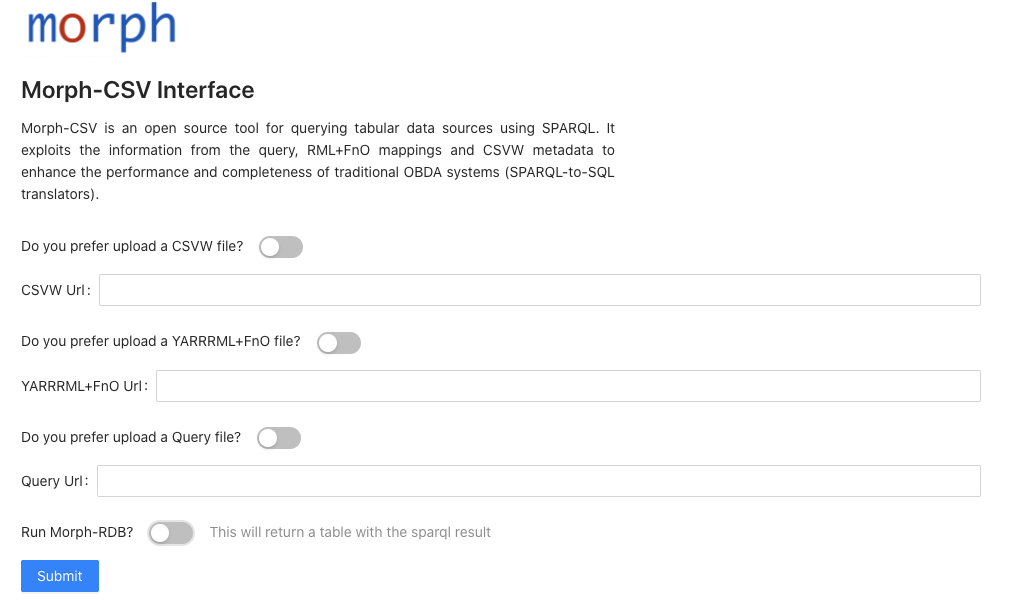 morph
Morph-CSV Interface
Morph-CSV is an open source tool for querying tabular data sources using SPARQL. It
exploits the information from the query, RML+FnO mappings and CSVW metadata to
enhance the performance and completeness of traditional OBDA systems (SPARQL-to-SQL
translators).
Do you prefer upload a CSVW file?
CSVW Url:
Do you prefer upload a YARRRML+FnO file?
YARRRML+FnO Url:
Do you prefer upload a Query file?
Query Url:
Run Morph-RDB? This will return a table with the sparql result
Submit